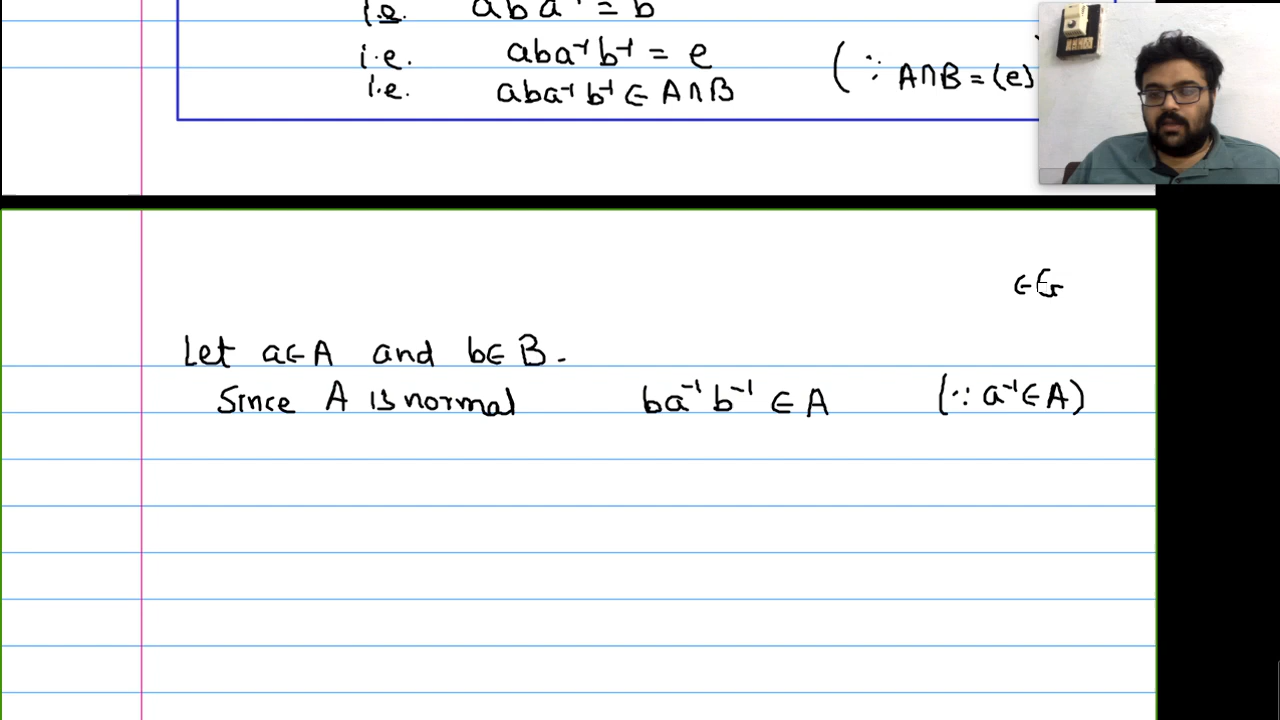 i.e. aba⁻¹ = b
i.e. aba⁻¹b⁻¹ = e
i.e. aba⁻¹b⁻¹ ∈ A∩B (∵ A∩B = (e)
∈ G
Let a∈A and b∈B.
Since A is normal ba⁻¹b⁻¹ ∈ A (∵ a⁻¹∈A)